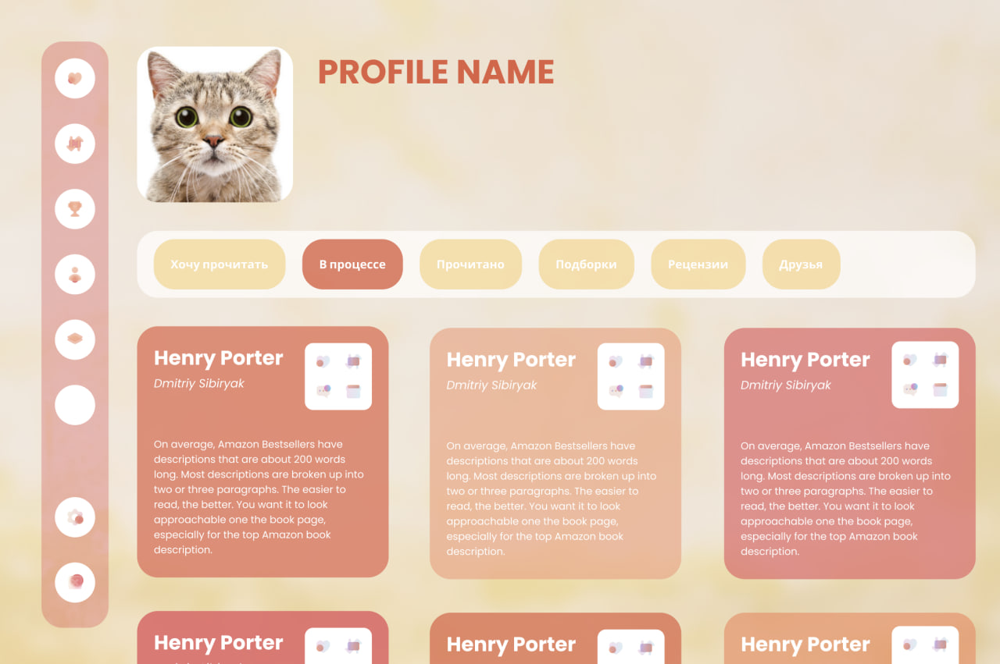 PROFILE NAME
Хочу прочитать
В процессе
Прочитано
Подборки
Рецензии
Друзья
Henry Porter
Dmitriy Sibiryak
On average, Amazon Bestsellers have
descriptions that are about 200 words
long. Most descriptions are broken up into
two or three paragraphs. The easier to
read, the better. You want it to look
approachable one the book page,
especially for the top Amazon book
description.
Henry Porter
Dmitriy Sibiryak
On average, Amazon Bestsellers have
descriptions that are about 200 words
long. Most descriptions are broken up into
two or three paragraphs. The easier to
read, the better. You want it to look
approachable one the book page,
especially for the top Amazon book
description.
Henry Porter
Dmitriy Sibiryak
On average, Amazon Bestsellers have
descriptions that are about 200 words
long. Most descriptions are broken up into
two or three paragraphs. The easier to
read, the better. You want it to look
approachable one the book page,
especially for the top Amazon book
description.
Henry Porter
Henry Porter
Henry Porter